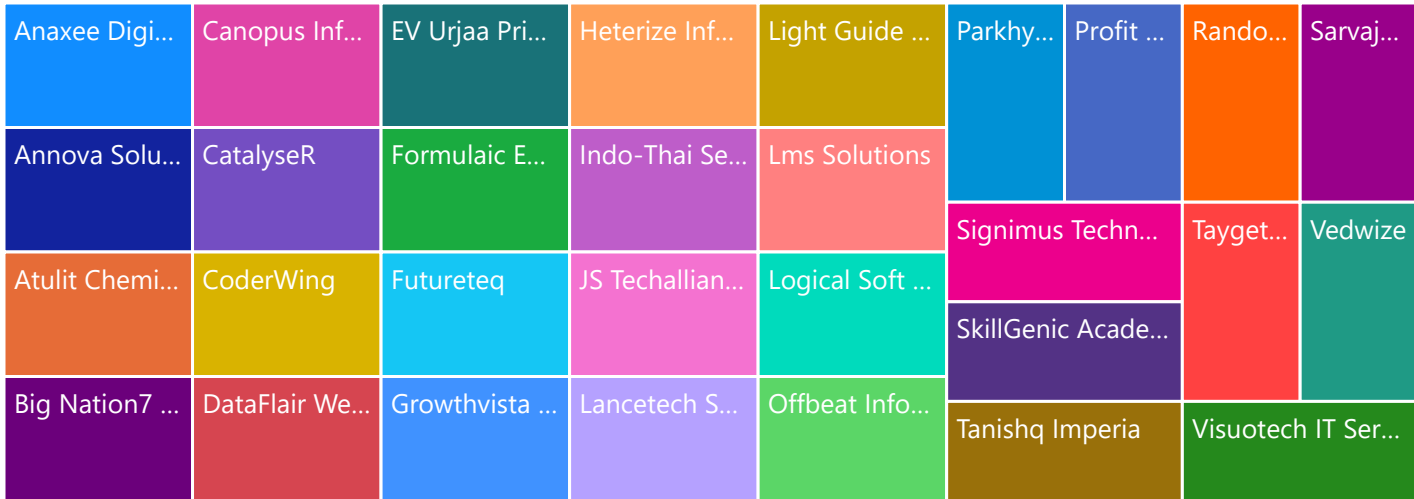 Anaxee Digi...
Canopus Inf...
EV Urjaa Pri...
Heterize Inf...
Light Guide ...
Parkhy...
Profit ...
Rando...
Sarvaj...
Annova Solu...
CatalyseR
Formulaic E...
Indo-Thai Se...
Lms Solutions
Signimus Techn...
Tayget...
Vedwize
Atulit Chemi...
CoderWing
Futureteq
JS Techallian...
Logical Soft ...
SkillGenic Acade...
Big Nation7 ...
DataFlair We...
Growthvista ...
Lancetech S...
Offbeat Info...
Tanishq Imperia
Visuotech IT Ser...